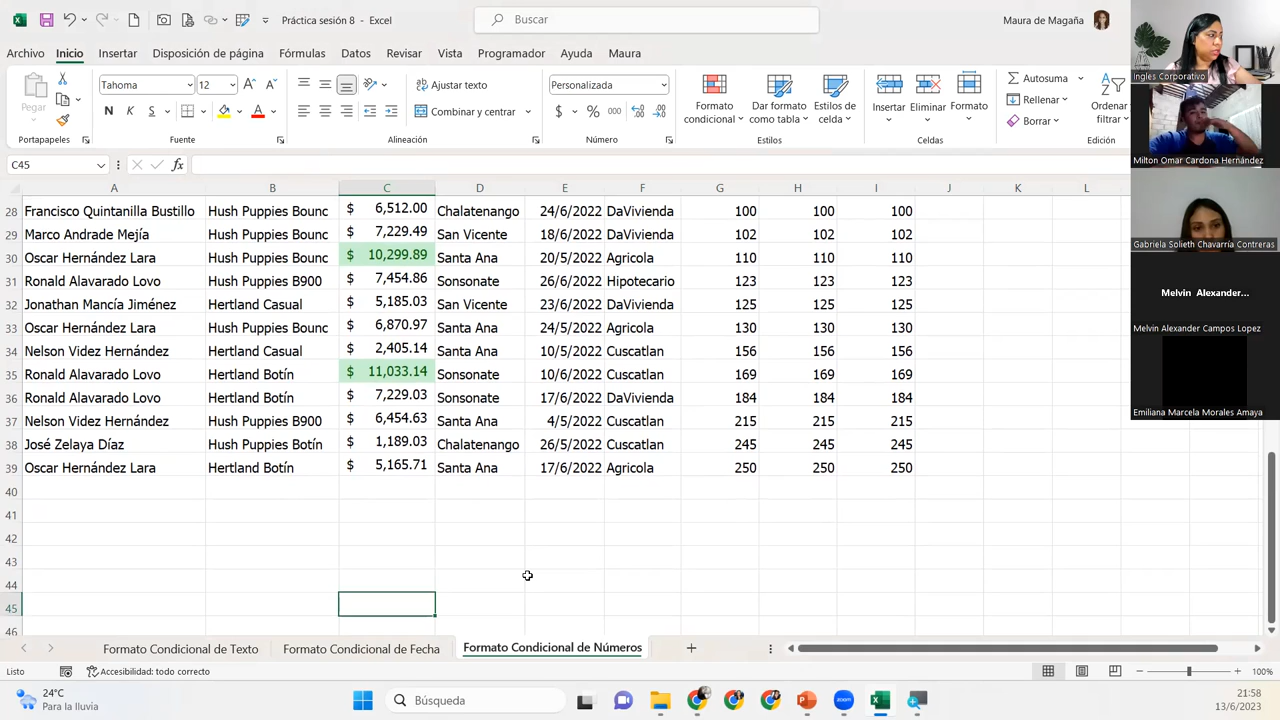 Práctica sesión 8 - Excel
Buscar
Maura de Magaña
Archivo Inicio Insertar Disposición de página Fórmulas Datos Revisar Vista Programador Ayuda Maura
Pegar
Portapapeles
Tahoma 12
N K S
Fuente
Ajustar texto
Combinar y centrar
Alineación
Personalizada
$ % 000
Número
Formato condicional
Dar formato como tabla
Estilos de celda
Estilos
Insertar Eliminar Formato
Celdas
Autosuma
Rellenar
Borrar
Ordenar filtrar
Edición
C45
fx
A B C D E F G H I J K L
28 Francisco Quintanilla Bustillo Hush Puppies Bounc $ 6,512.00 Chalatenango 24/6/2022 DaVivienda 100 100 100
29 Marco Andrade Mejía Hush Puppies Bounc $ 7,229.49 San Vicente 18/6/2022 DaVivienda 102 102 102
30 Oscar Hernández Lara Hush Puppies Bounc $ 10,299.89 Santa Ana 20/5/2022 Agricola 110 110 110
31 Ronald Alavarado Lovo Hush Puppies B900 $ 7,454.86 Sonsonate 26/6/2022 Hipotecario 123 123 123
32 Jonathan Mancía Jiménez Hertland Casual $ 5,185.03 San Vicente 23/6/2022 DaVivienda 125 125 125
33 Oscar Hernández Lara Hush Puppies Bounc $ 6,870.97 Santa Ana 24/5/2022 Agricola 130 130 130
34 Nelson Videz Hernández Hertland Casual $ 2,405.14 Santa Ana 10/5/2022 Cuscatlan 156 156 156
35 Ronald Alavarado Lovo Hertland Botín $ 11,033.14 Sonsonate 10/6/2022 Cuscatlan 169 169 169
36 Ronald Alavarado Lovo Hertland Botín $ 7,229.03 Sonsonate 17/6/2022 DaVivienda 184 184 184
37 Nelson Videz Hernández Hush Puppies B900 $ 6,454.63 Santa Ana 4/5/2022 Cuscatlan 215 215 215
38 José Zelaya Díaz Hush Puppies Botín $ 1,189.03 Chalatenango 26/5/2022 Cuscatlan 245 245 245
39 Oscar Hernández Lara Hertland Botín $ 5,165.71 Santa Ana 17/6/2022 Agricola 250 250 250
40
41
42
43
44
45
46
Formato Condicional de Texto Formato Condicional de Fecha Formato Condicional de Números
Listo Accesibilidad: todo correcto 100%
24°C
Para la lluvia
Búsqueda
zoom
21:58
13/6/2023
Ingles Corporativo
Milton Omar Cardona Hernández
Gabriela Solieth Chavarría Contreras
Melvin Alexander...
Melvin Alexander Campos Lopez
Emiliana Marcela Morales Amaya